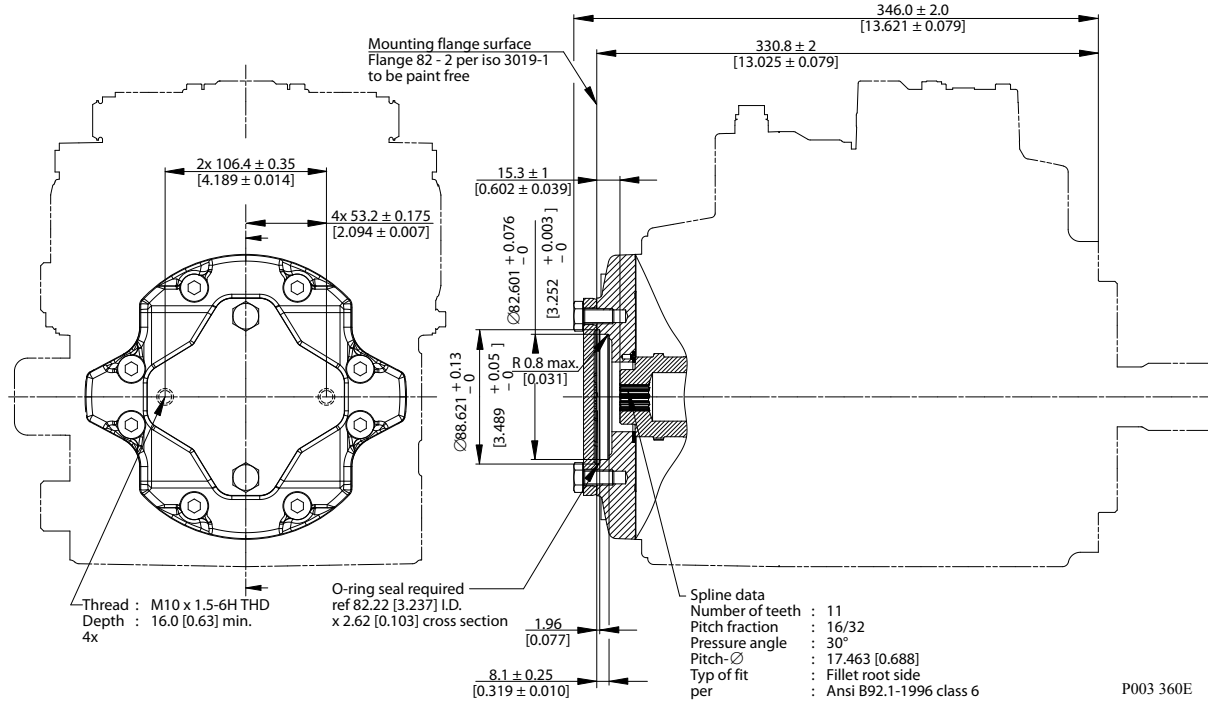 346.0 ± 2.0
[13.621 ± 0.079]
Mounting flange surface
Flange 82 - 2 per iso 3019-1
to be paint free
330.8 ± 2
[13.025 ± 0.079]
2x 106.4 ± 0.35
[4.189 ± 0.014]
15.3 ± 1
[0.602 ± 0.039]
4x 53.2 ± 0.175
[2.094 ± 0.007]
Ø82.601 + 0.076 - 0
[3.252 + 0.003 - 0 ]
R 0.8 max.
[0.031]
Ø88.621 + 0.13 - 0
[3.489 + 0.05 - 0 ]
Thread : M10 x 1.5-6H THD
Depth : 16.0 [0.63] min.
4x
O-ring seal required
ref 82.22 [3.237] I.D.
x 2.62 [0.103] cross section
1.96
[0.077]
8.1 ± 0.25
[0.319 ± 0.010]
Spline data
Number of teeth : 11
Pitch fraction : 16/32
Pressure angle : 30°
Pitch-Ø : 17.463 [0.688]
Typ of fit : Fillet root side
per : Ansi B92.1-1996 class 6
P003 360E